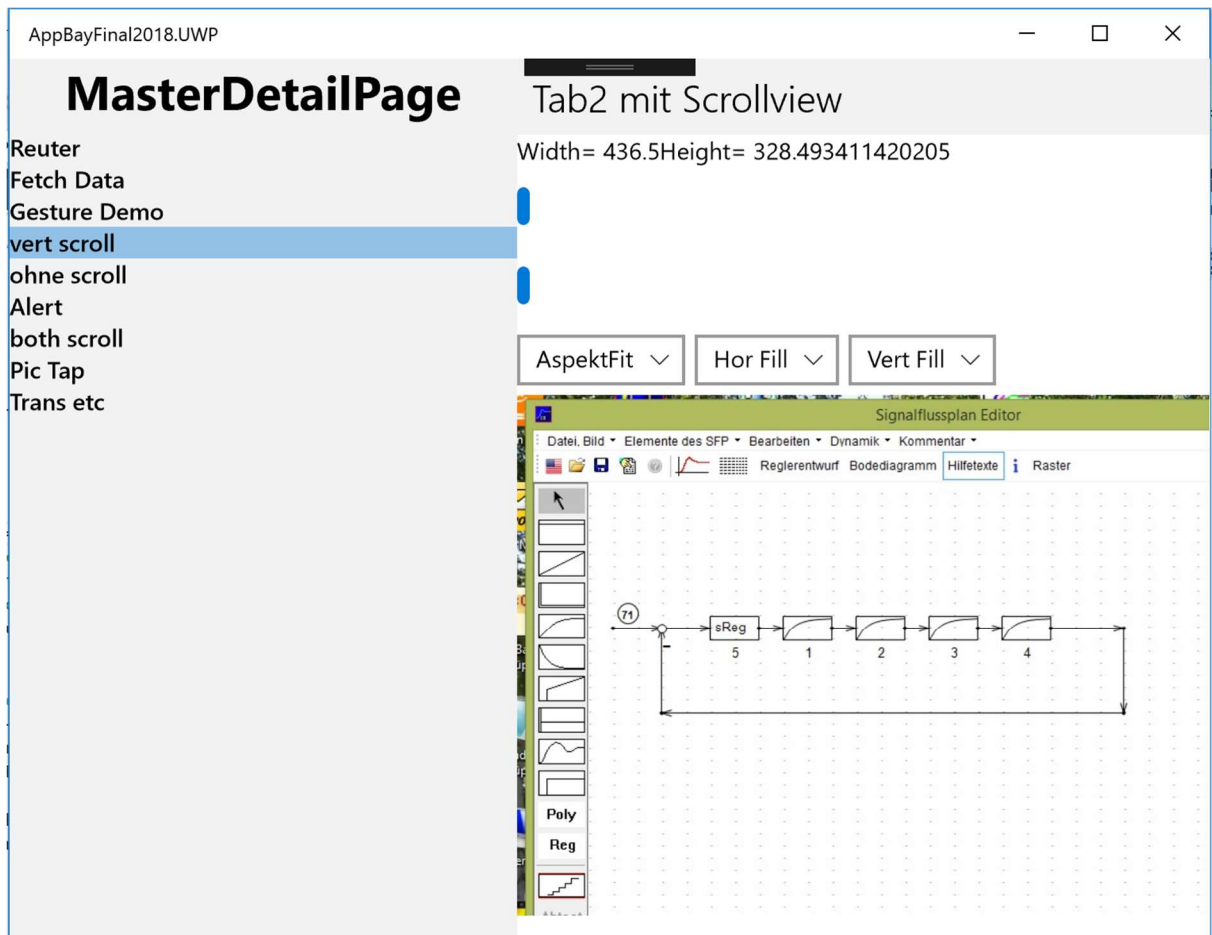 AppBayFinal2018.UWP
MasterDetailPage
Reuter
Fetch Data
Gesture Demo
vert scroll
ohne scroll
Alert
both scroll
Pic Tap
Trans etc
Tab2 mit Scrollview
Width= 436.5Height= 328.493411420205
AspektFit Hor Fill Vert Fill
Signalflussplan Editor
Datei, Bild Elemente des SFP Bearbeiten Dynamik Kommentar
Reglerentwurf Bodediagramm Hilfetexte i Raster
71
sReg
5 1 2 3 4
Poly
Reg